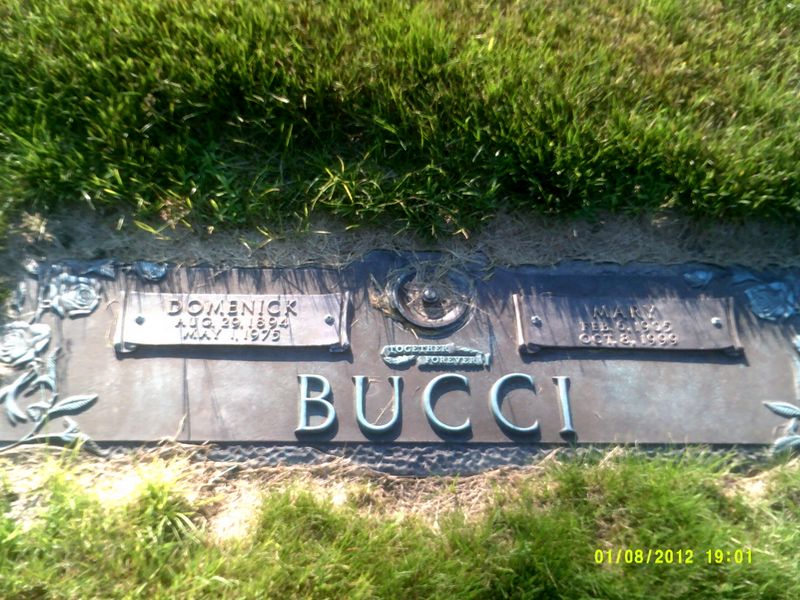 DOMENICK
AUG. 29, 1894
MAY 1, 1975
TOGETHER
FOREVER
MARY
FEB. 6, 1905
OCT. 8, 1999
BUCCI
01/08/2012 19:01